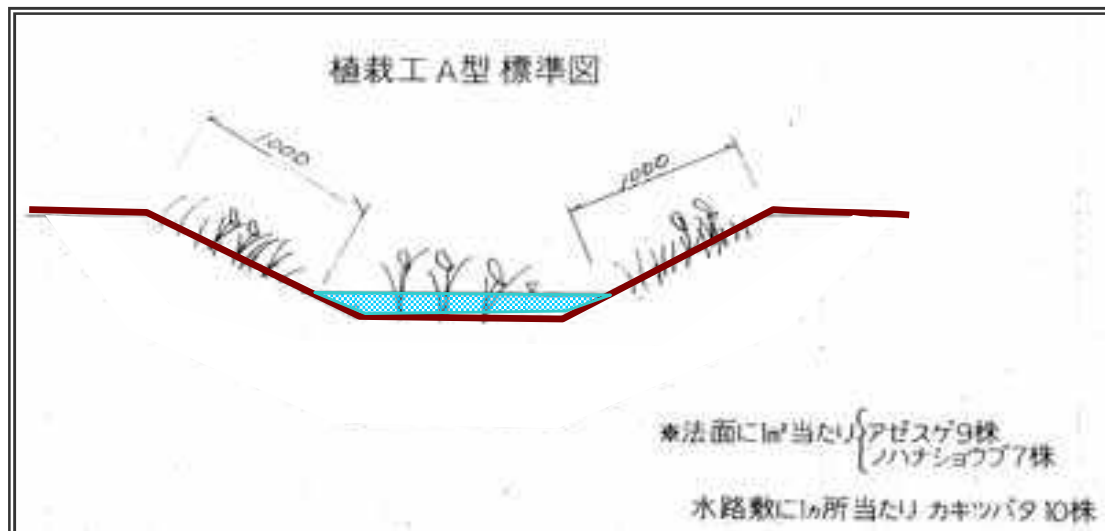 植栽工 A型 標準図
1000
1000
※法面に1㎡当たり{アゼスゲ9株
ノハナショウブ7株
水路敷に1ヵ所当たり カキツバタ 10株